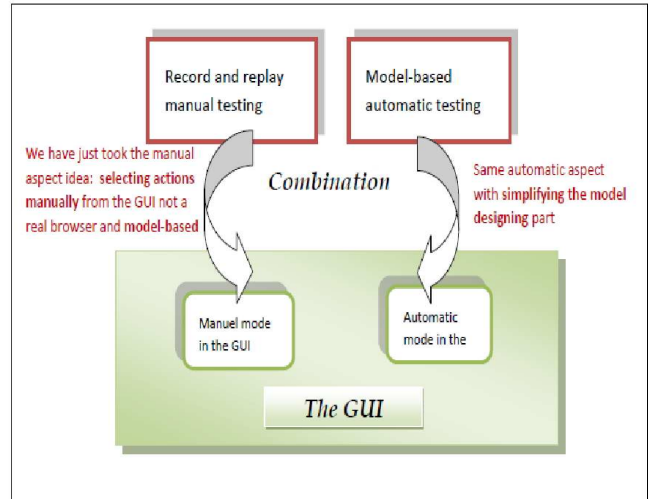 Record and replay
manual testing
Model-based
automatic testing
We have just took the manual
aspect idea: selecting actions
manually from the GUI not a
real browser and model-based
Combination
Same automatic aspect
with simplifying the model
designing part
Manuel mode
in the GUI
Automatic
mode in the
The GUI